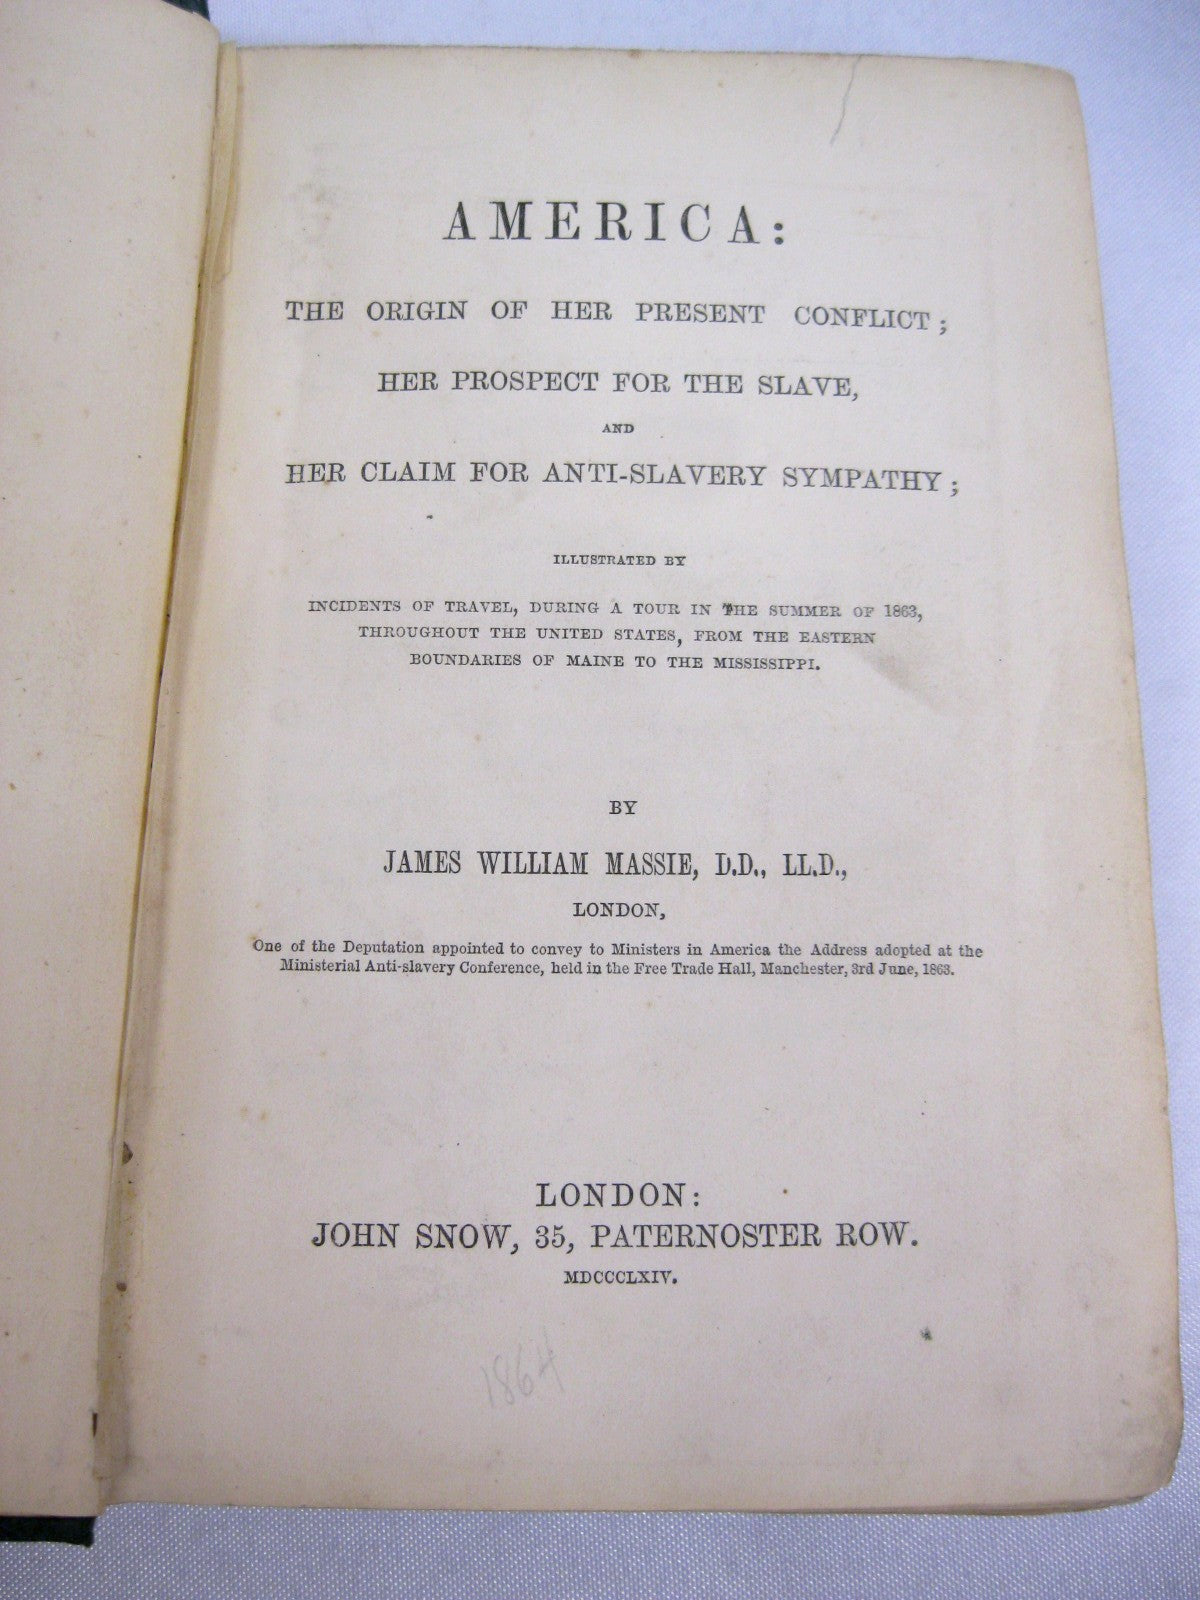 AMERICA:
THE ORIGIN OF HER PRESENT CONFLICT;
HER PROSPECT FOR THE SLAVE,
AND
HER CLAIM FOR ANTI-SLAVERY SYMPATHY;
ILLUSTRATED BY
INCIDENTS OF TRAVEL, DURING A TOUR IN THE SUMMER OF 1863,
THROUGHOUT THE UNITED STATES, FROM THE EASTERN
BOUNDARIES OF MAINE TO THE MISSISSIPPI.
BY
JAMES WILLIAM MASSIE, D.D., LL.D.,
LONDON,
One of the Deputation appointed to convey to Ministers in America the Address adopted at the
Ministerial Anti-slavery Conference, held in the Free Trade Hall, Manchester, 3rd June, 1863.
LONDON:
JOHN SNOW, 35, PATERNOSTER ROW.
MDCCCLXIV.
1864